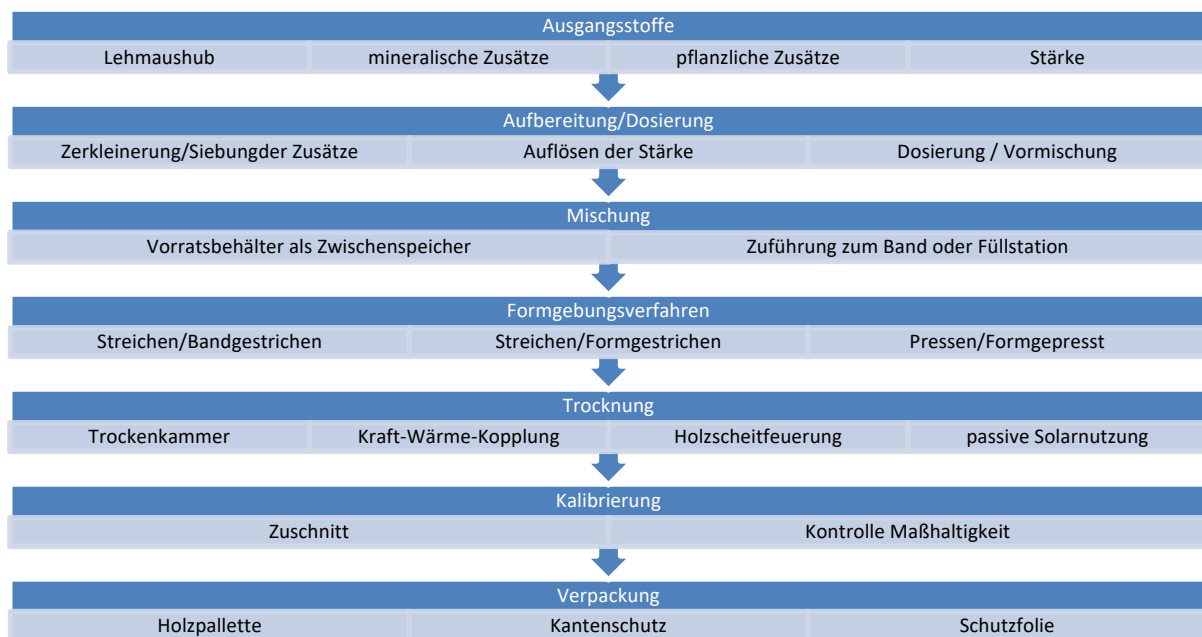 Ausgangsstoffe
Lehmaushub mineralische Zusätze pflanzliche Zusätze Stärke
Aufbereitung/Dosierung
Zerkleinerung/Siebungder Zusätze Auflösen der Stärke Dosierung / Vormischung
Mischung
Vorratsbehälter als Zwischenspeicher Zuführung zum Band oder Füllstation
Formgebungsverfahren
Streichen/Bandgestrichen Streichen/Formgestrichen Pressen/Formgepresst
Trocknung
Trockenkammer Kraft-Wärme-Kopplung Holzscheitfeuerung passive Solarnutzung
Kalibrierung
Zuschnitt Kontrolle Maßhaltigkeit
Verpackung
Holzpallette Kantenschutz Schutzfolie